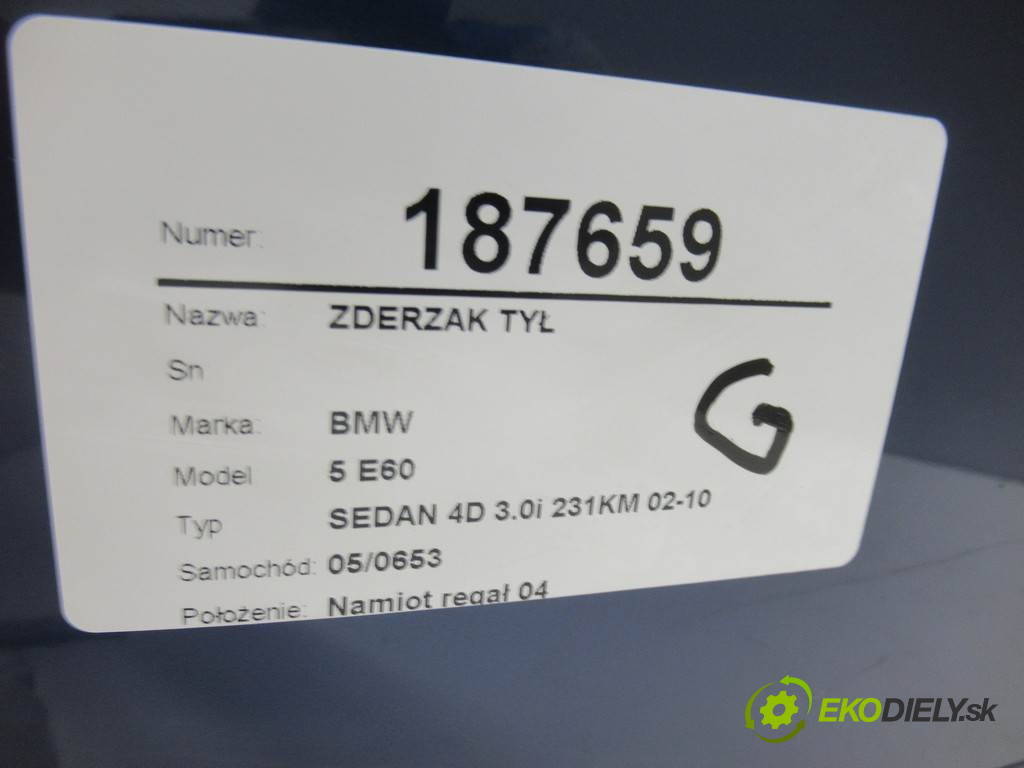 Numer: 187659
Nazwa: ZDERZAK TYŁ
Sn
Marka: BMW
Model 5 E60
Typ SEDAN 4D 3.0i 231KM 02-10
Samochód: 05/0653
Położenie: Namiot regał 04
G
EKODIELY.sk